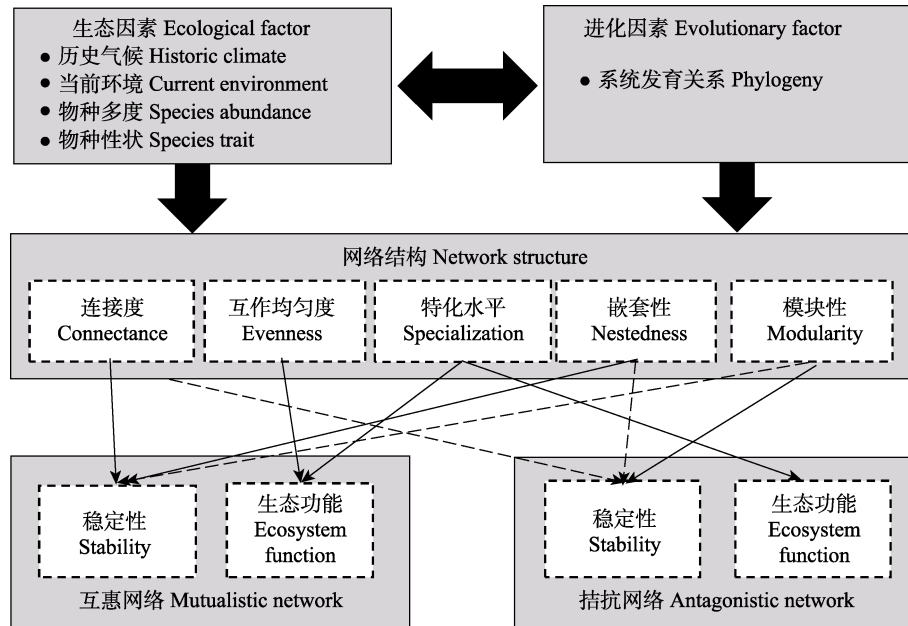 生态因素 Ecological factor
● 历史气候 Historic climate
● 当前环境 Current environment
● 物种多度 Species abundance
● 物种性状 Species trait
进化因素 Evolutionary factor
● 系统发育关系 Phylogeny
网络结构 Network structure
连接度
Connectance
互作均匀度
Evenness
特化水平
Specialization
嵌套性
Nestedness
模块性
Modularity
稳定性
Stability
生态功能
Ecosystem
function
互惠网络 Mutualistic network
稳定性
Stability
生态功能
Ecosystem
function
拮抗网络 Antagonistic network